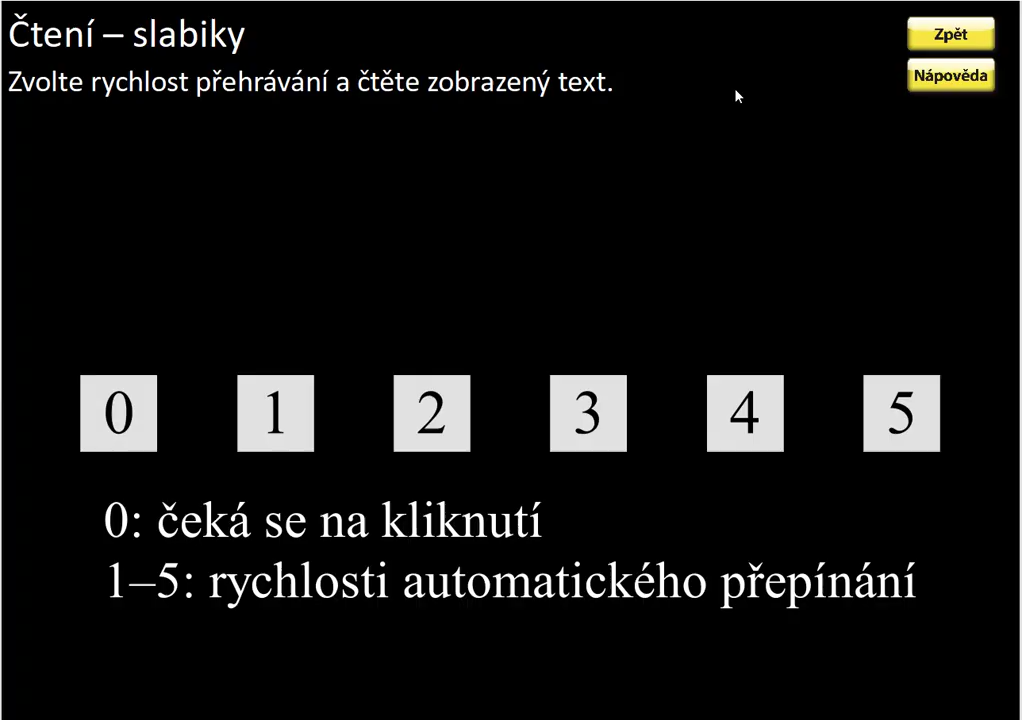 Čtení – slabiky
Zpět
Zvolte rychlost přehrávání a čtěte zobrazený text.
Nápověda
0 1 2 3 4 5
0: čeká se na kliknutí
1–5: rychlosti automatického přepínání